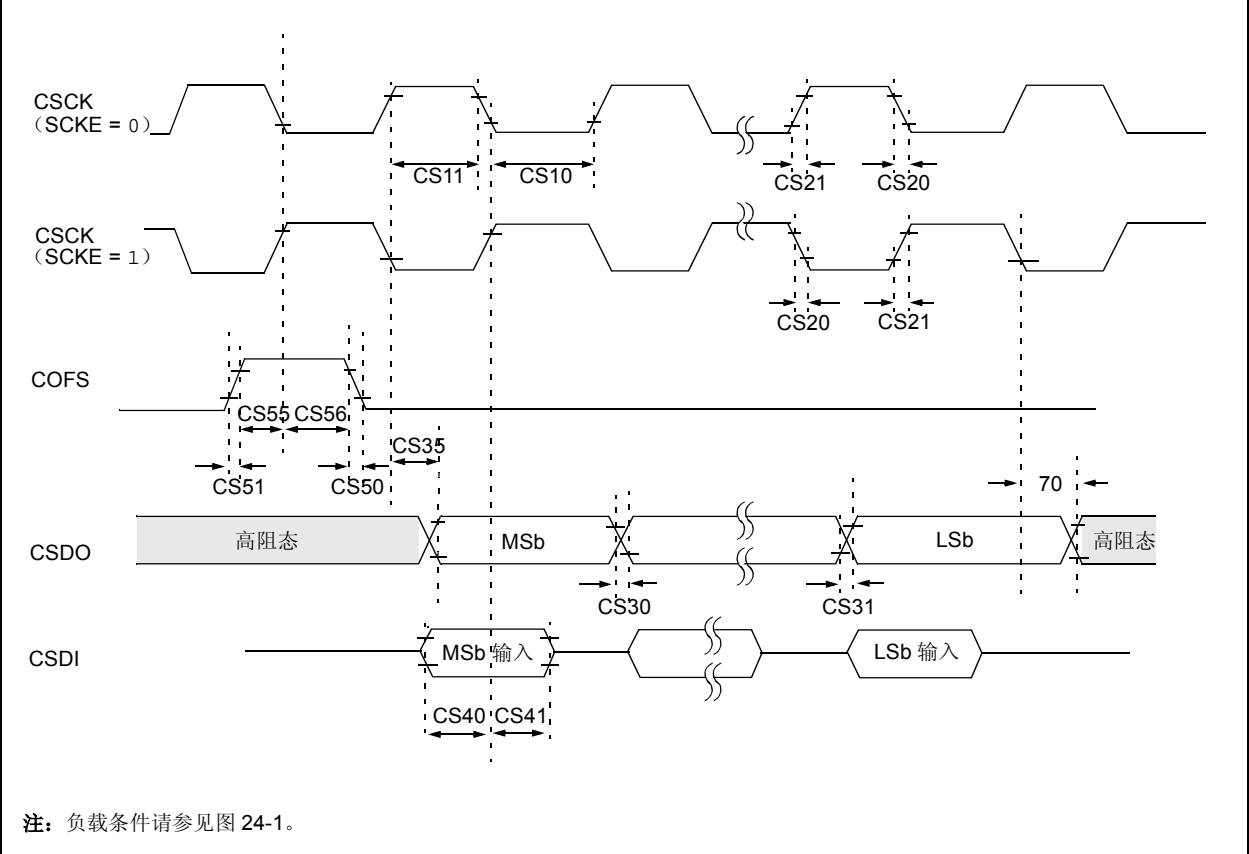 CSCK
（SCKE = 0）
CS11
CS10
CS21
CS20
CSCK
（SCKE = 1）
CS20
CS21
COFS
CS55
CS56
CS51
CS50
CS35
70
CSDO
高阻态
MSb
LSb
高阻态
CS30
CS31
CSDI
MSb 输入
LSb 输入
CS40
CS41
注：负载条件请参见图 24-1。